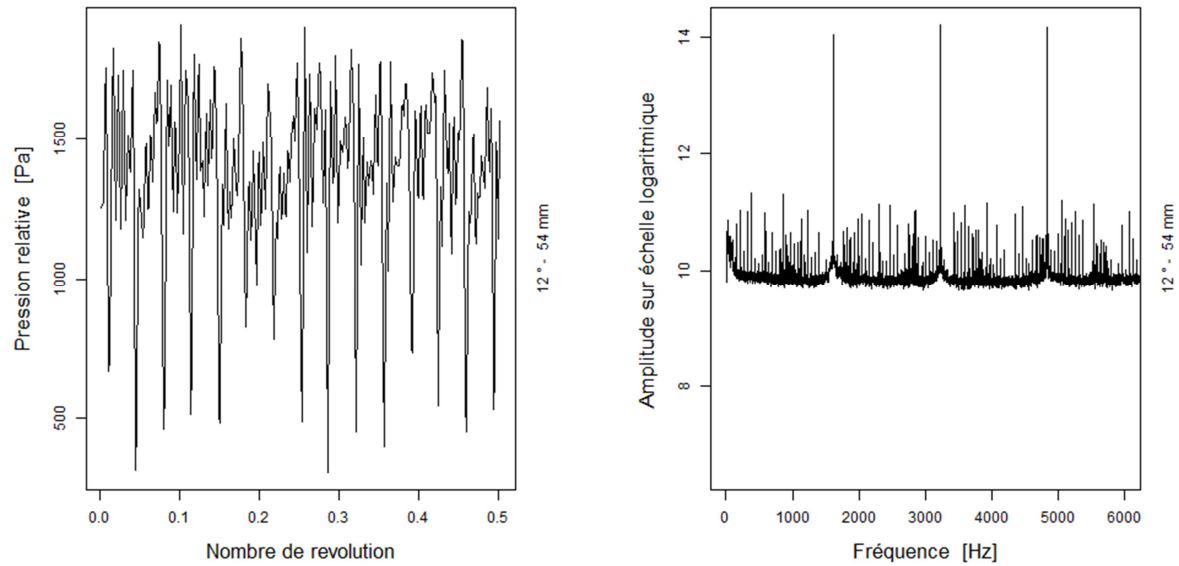 Pression relative [Pa]
500
1000
1500
0.0 0.1 0.2 0.3 0.4 0.5
Nombre de revolution
12 ° - 54 mm
Amplitude sur échelle logaritmique
8
10
12
14
0 1000 2000 3000 4000 5000 6000
Fréquence [Hz]
12 ° - 54 mm